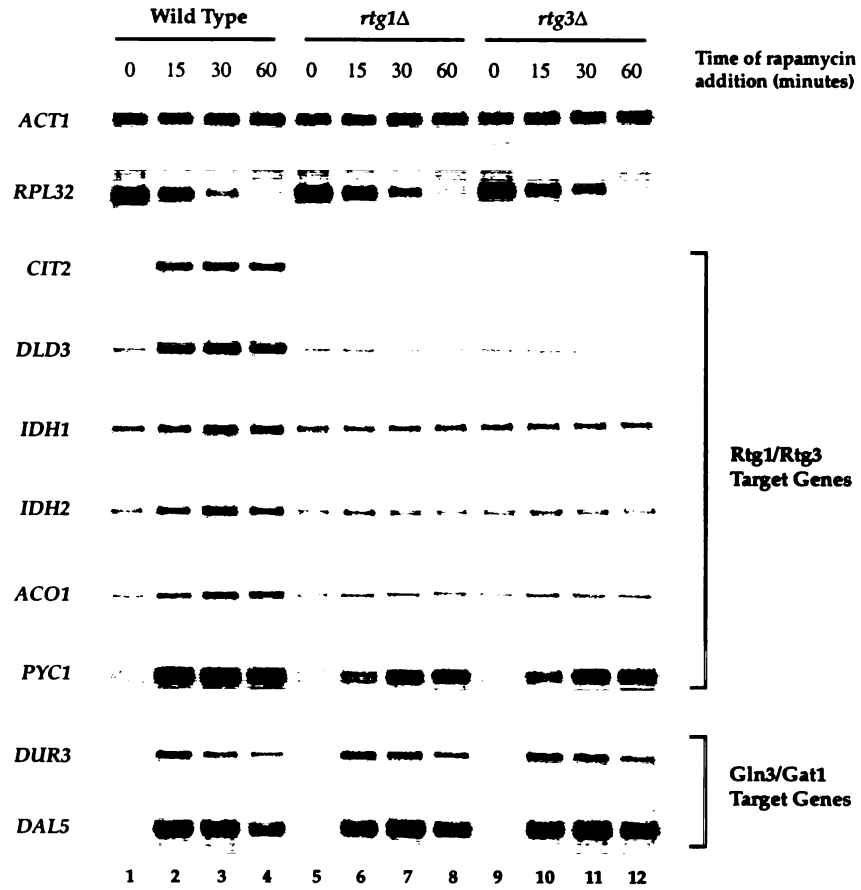 Wild Type rtg1Δ rtg3Δ
0 15 30 60 0 15 30 60 0 15 30 60
Time of rapamycin
addition (minutes)
ACT1
RPL32
CIT2
DLD3
IDH1
IDH2
ACO1
PYC1
Rtg1/Rtg3
Target Genes
DUR3
DAL5
Gln3/Gat1
Target Genes
1 2 3 4 5 6 7 8 9 10 11 12